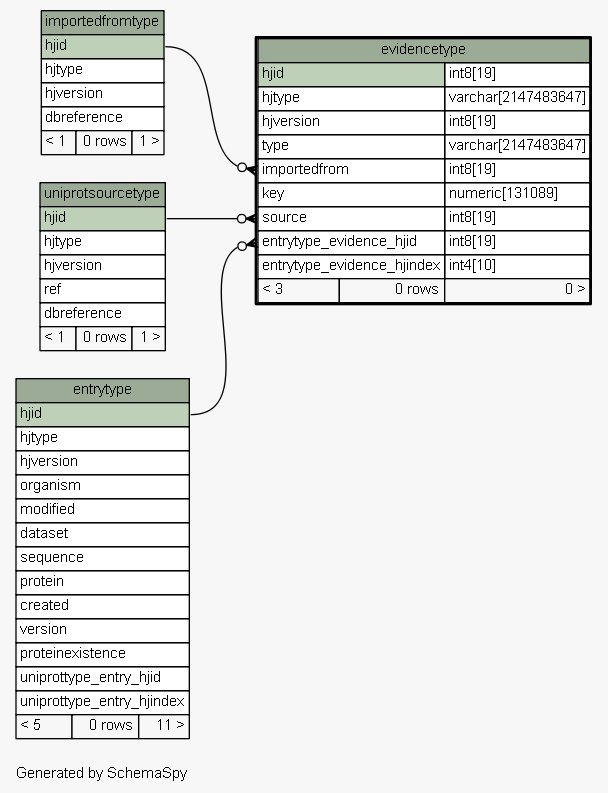 importedfromtype
hjid
hjtype
hjversion
dbreference
< 1 0 rows 1 >
evidencetype
hjid int8[19]
hjtype varchar[2147483647]
hjversion int8[19]
type varchar[2147483647]
importedfrom int8[19]
key numeric[131089]
source int8[19]
entrytype_evidence_hjid int8[19]
entrytype_evidence_hjindex int4[10]
< 3 0 rows 0 >
uniprotsourcetype
hjid
hjtype
hjversion
ref
dbreference
< 1 0 rows 1 >
entrytype
hjid
hjtype
hjversion
organism
modified
dataset
sequence
protein
created
version
proteinexistence
uniprottype_entry_hjid
uniprottype_entry_hjindex
< 5 0 rows 11 >
Generated by SchemaSpy